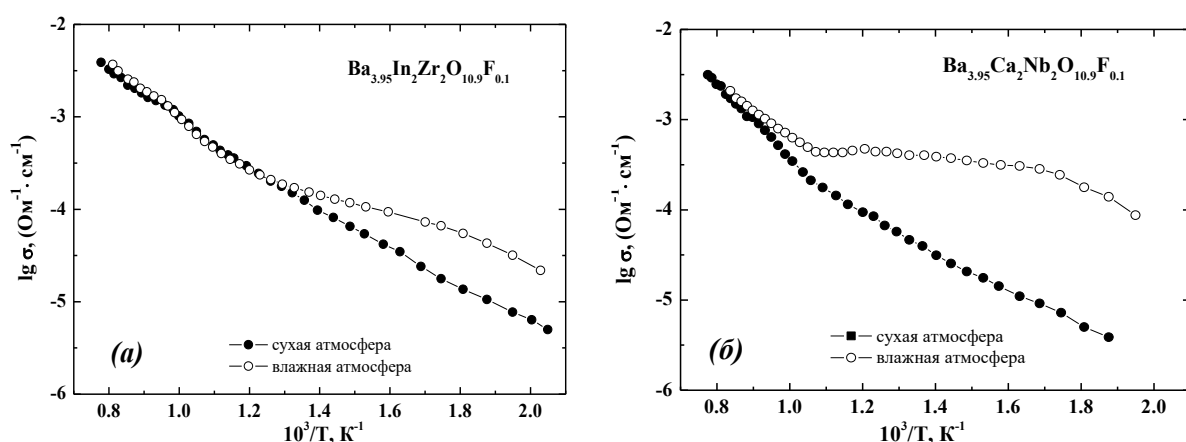 -2
-3
-4
-5
-6
lg σ, (Ом⁻¹ · см⁻¹)
Ba₃.₉₅In₂Zr₂O₁₀.₉F₀.₁
(а)
сухая атмосфера
влажная атмосфера
0.8 1.0 1.2 1.4 1.6 1.8 2.0
10³/T, K⁻¹
-2
-3
-4
-5
-6
lg σ, (Ом⁻¹ · см⁻¹)
Ba₃.₉₅Ca₂Nb₂O₁₀.₉F₀.₁
(б)
сухая атмосфера
влажная атмосфера
0.8 1.0 1.2 1.4 1.6 1.8 2.0
10³/T, K⁻¹